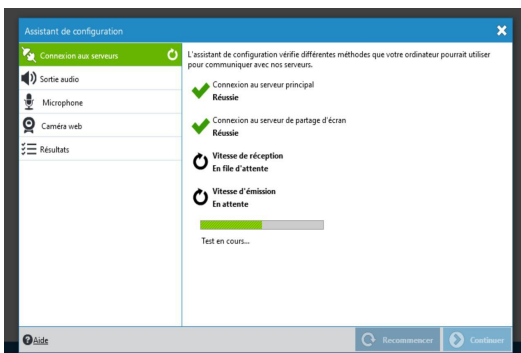 Assistant de configuration
Connexion aux serveurs
Sortie audio
Microphone
Caméra web
Résultats
L'assistant de configuration vérifie différentes méthodes que votre ordinateur pourrait utiliser
pour communiquer avec nos serveurs.
Connexion au serveur principal
Réussie
Connexion au serveur de partage d'écran
Réussie
Vitesse de réception
En file d'attente
Vitesse d'émission
En attente
Test en cours...
Aide
Recommencer
Continuer